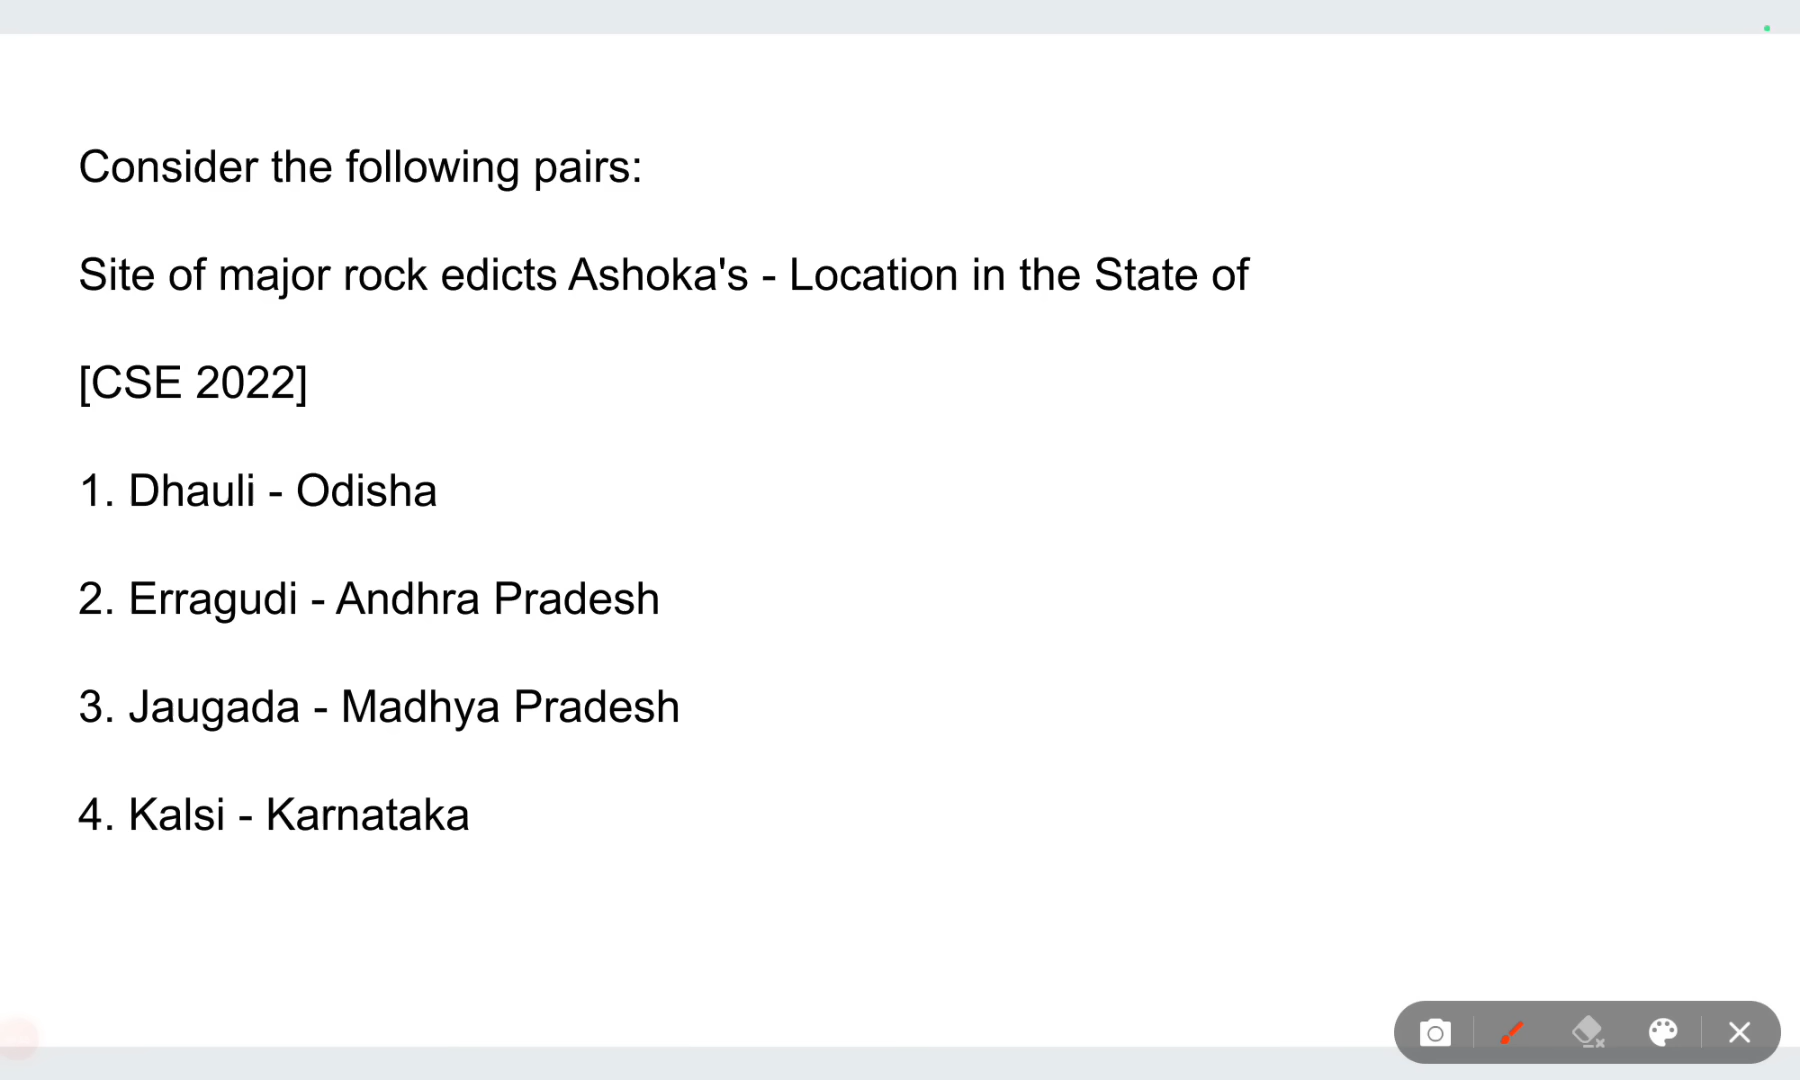 Consider the following pairs:
Site of major rock edicts Ashoka's - Location in the State of
[CSE 2022]
1. Dhauli - Odisha
2. Erragudi - Andhra Pradesh
3. Jaugada - Madhya Pradesh
4. Kalsi - Karnataka